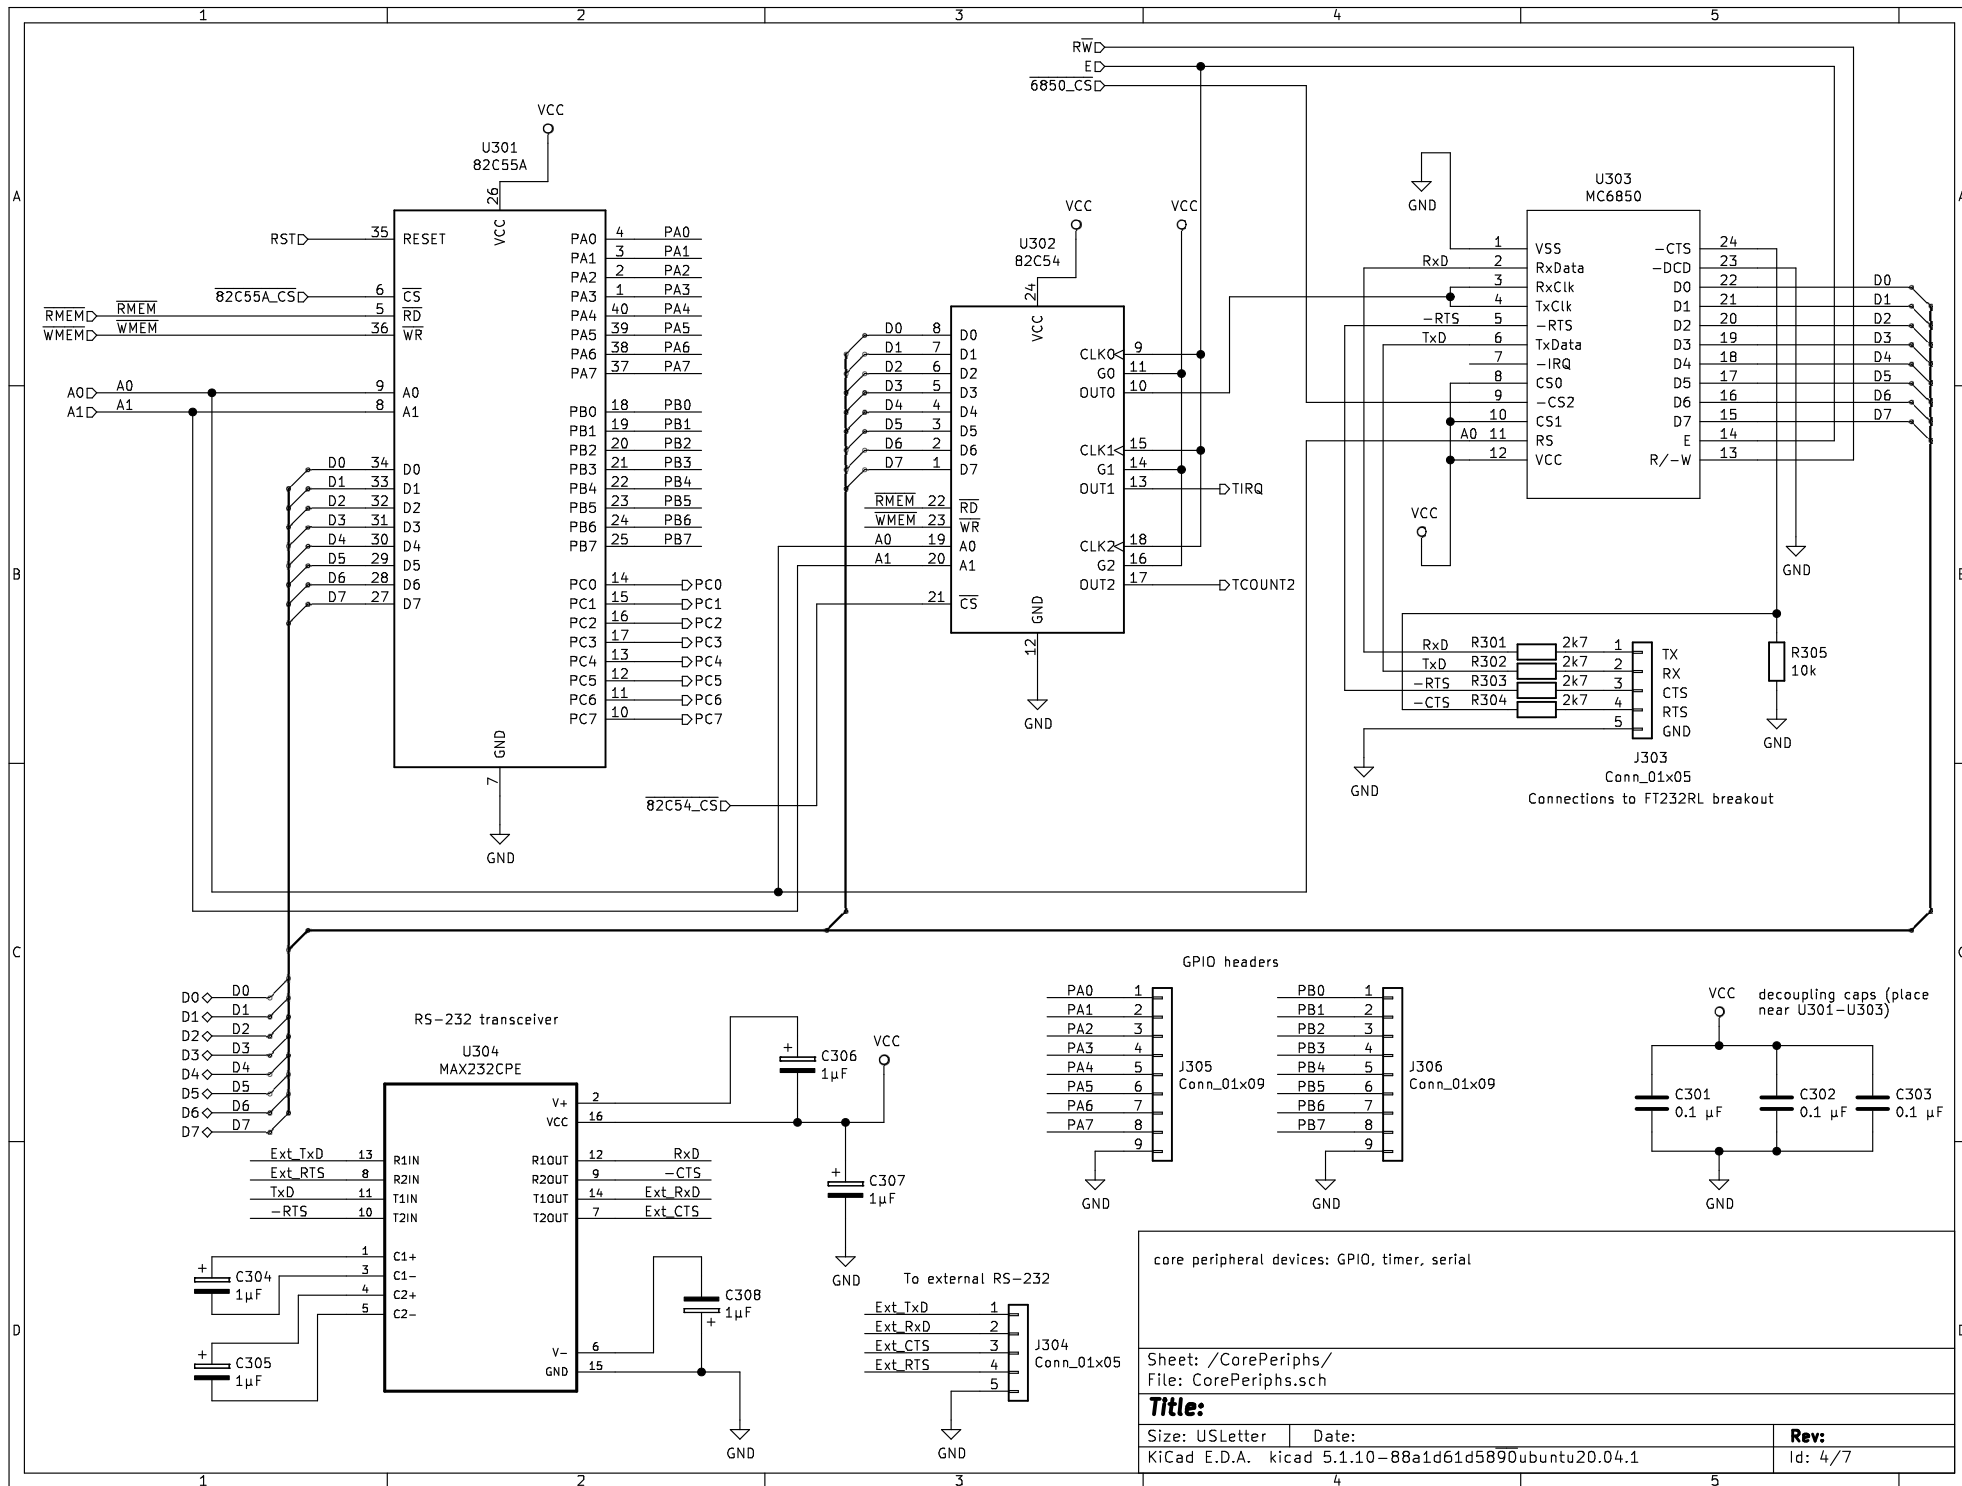 1 2 3 4 5
A A
B B
C C
D D
RW
E
6850_CS
VCC
U301
82C55A
26
VCC
RST 35 RESET
82C55A_CS 6 CS
RMEM RMEM 5 RD
WMEM WMEM 36 WR
A0 A0 9 A0
A1 A1 8 A1
D0 34 D0
D1 33 D1
D2 32 D2
D3 31 D3
D4 30 D4
D5 29 D5
D6 28 D6
D7 27 D7
PA0 4 PA0
PA1 3 PA1
PA2 2 PA2
PA3 1 PA3
PA4 40 PA4
PA5 39 PA5
PA6 38 PA6
PA7 37 PA7
PB0 18 PB0
PB1 19 PB1
PB2 20 PB2
PB3 21 PB3
PB4 22 PB4
PB5 23 PB5
PB6 24 PB6
PB7 25 PB7
PC0 14 PC0
PC1 15 PC1
PC2 16 PC2
PC3 17 PC3
PC4 13 PC4
PC5 12 PC5
PC6 11 PC6
PC7 10 PC7
GND
7
GND
VCC
VCC
U302
82C54
24
VCC
D0 8 D0
D1 7 D1
D2 6 D2
D3 5 D3
D4 4 D4
D5 3 D5
D6 2 D6
D7 1 D7
RMEM 22 RD
WMEM 23 WR
A0 19 A0
A1 20 A1
21 CS
CLK0 9
G0 11
OUT0 10
CLK1 15
G1 14
OUT1 13 TIRQ
CLK2 18
G2 16
OUT2 17 TCOUNT2
GND
12
GND
82C54_CS
GND
U303
MC6850
1 VSS
RxD 2 RxData
3 RxClk
4 TxClk
-RTS 5 -RTS
TxD 6 TxData
7 -IRQ
8 CS0
9 -CS2
10 CS1
A0 11 RS
12 VCC
-CTS 24
-DCD 23
D0 22 D0
D1 21 D1
D2 20 D2
D3 19 D3
D4 18 D4
D5 17 D5
D6 16 D6
D7 15 D7
E 14
R/-W 13
VCC
GND
RxD R301 2k7 1 TX
TxD R302 2k7 2 RX
-RTS R303 2k7 3 CTS
-CTS R304 2k7 4 RTS
5 GND
R305
10k
GND
GND
J303
Conn_01x05
Connections to FT232RL breakout
D0 D0
D1 D1
D2 D2
D3 D3
D4 D4
D5 D5
D6 D6
D7 D7
RS-232 transceiver
U304
MAX232CPE
V+ 2
VCC 16
Ext_TxD 13 R1IN
Ext_RTS 8 R2IN
TxD 11 T1IN
-RTS 10 T2IN
R1OUT 12 RxD
R2OUT 9 -CTS
T1OUT 14 Ext_RxD
T2OUT 7 Ext_CTS
1 C1+
3 C1-
4 C2+
5 C2-
V- 6
GND 15
+ C304
1µF
+ C305
1µF
+ C306
1µF
VCC
+ C307
1µF
GND
C308
1µF
+
GND
To external RS-232
Ext_TxD 1
Ext_RxD 2
Ext_CTS 3
Ext_RTS 4
5
J304
Conn_01x05
GND
GPIO headers
PA0 1
PA1 2
PA2 3
PA3 4
PA4 5
PA5 6
PA6 7
PA7 8
9
J305
Conn_01x09
GND
PB0 1
PB1 2
PB2 3
PB3 4
PB4 5
PB5 6
PB6 7
PB7 8
9
J306
Conn_01x09
GND
VCC
decoupling caps (place
near U301-U303)
C301
0.1 µF
C302
0.1 µF
C303
0.1 µF
GND
core peripheral devices: GPIO, timer, serial
Sheet: /CorePeriphs/
File: CorePeriphs.sch
Title:
Size: USLetter Date: Rev:
KiCad E.D.A. kicad 5.1.10-88a1d61d5890ubuntu20.04.1 Id: 4/7
1 2 3 4 5